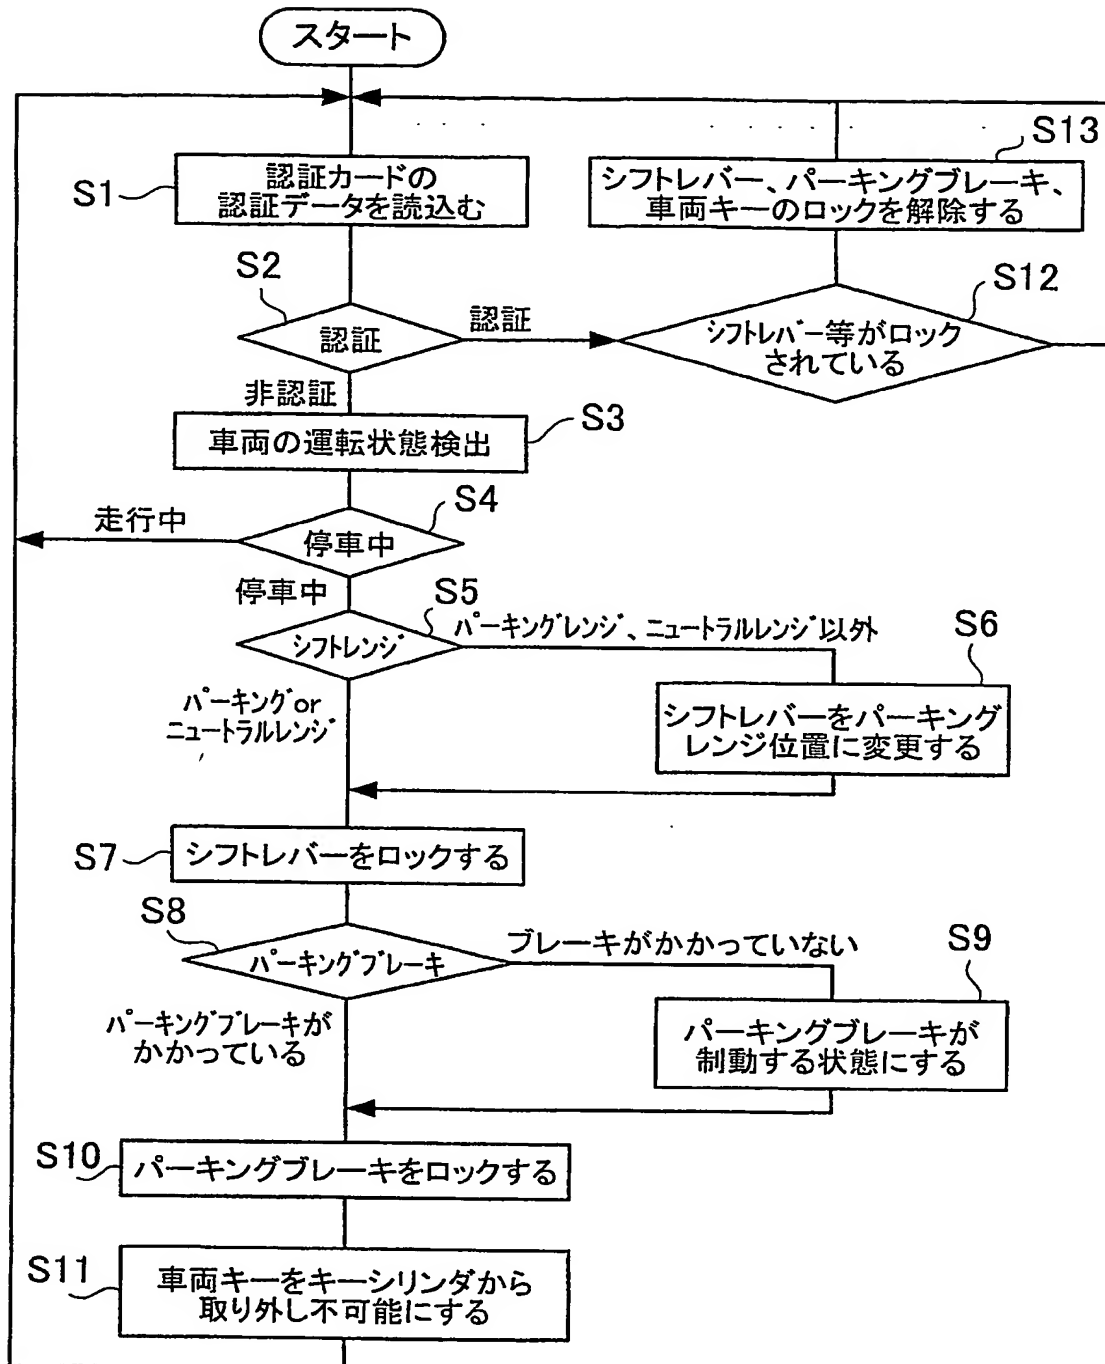 スタート
S1
認証カードの
認証データを読込む
S13
シフトレバー、パーキングブレーキ、
車両キーのロックを解除する
S2
認証
認証
S12
シフトレバー等がロック
されている
非認証
S3
車両の運転状態検出
S4
停車中
走行中
停車中
S5
シフトレンジ
パーキングレンジ、ニュートラルレンジ以外
S6
シフトレバーをパーキング
レンジ位置に変更する
パーキングor
ニュートラルレンジ
S7
シフトレバーをロックする
S8
パーキングブレーキ
ブレーキがかかっていない
S9
パーキングブレーキが
制動する状態にする
パーキングブレーキが
かかっている
S10
パーキングブレーキをロックする
S11
車両キーをキーシリンダから
取り外し不可能にする